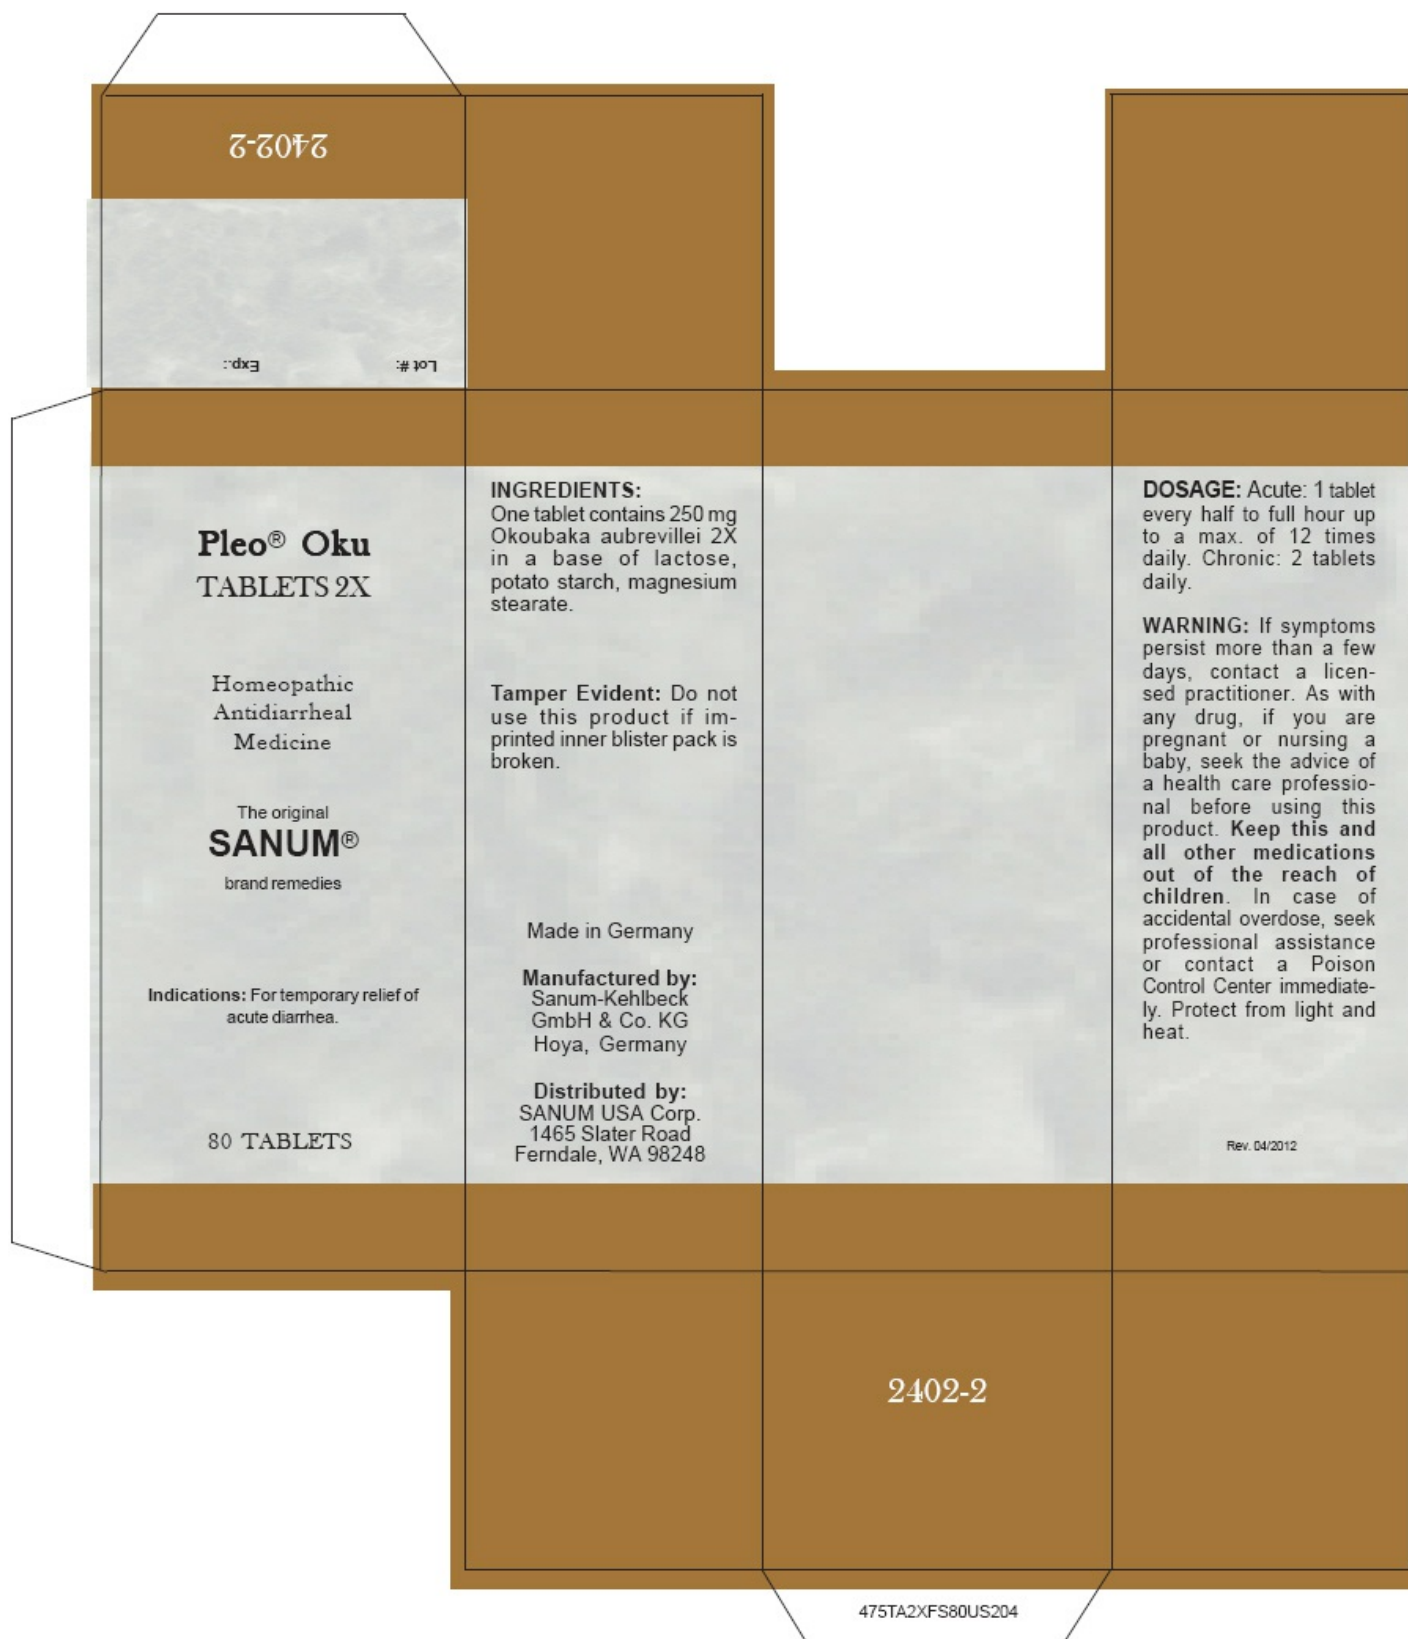 2402-2
Lot #: Exp.:
Pleo® Oku
TABLETS 2X
Homeopathic
Antidiarrheal
Medicine
The original
SANUM®
brand remedies
Indications: For temporary relief of
acute diarrhea.
80 TABLETS
INGREDIENTS:
One tablet contains 250 mg
Okoubaka aubrevillei 2X
in a base of lactose,
potato starch, magnesium
stearate.
Tamper Evident: Do not
use this product if im-
printed inner blister pack is
broken.
Made in Germany
Manufactured by:
Sanum-Kehlbeck
GmbH & Co. KG
Hoya, Germany
Distributed by:
SANUM USA Corp.
1465 Slater Road
Ferndale, WA 98248
DOSAGE: Acute: 1 tablet
every half to full hour up
to a max. of 12 times
daily. Chronic: 2 tablets
daily.
WARNING: If symptoms
persist more than a few
days, contact a licen-
sed practitioner. As with
any drug, if you are
pregnant or nursing a
baby, seek the advice of
a health care professio-
nal before using this
product. Keep this and
all other medications
out of the reach of
children. In case of
accidental overdose, seek
professional assistance
or contact a Poison
Control Center immediate-
ly. Protect from light and
heat.
Rev. 04/2012
2402-2
475TA2XFS80US204